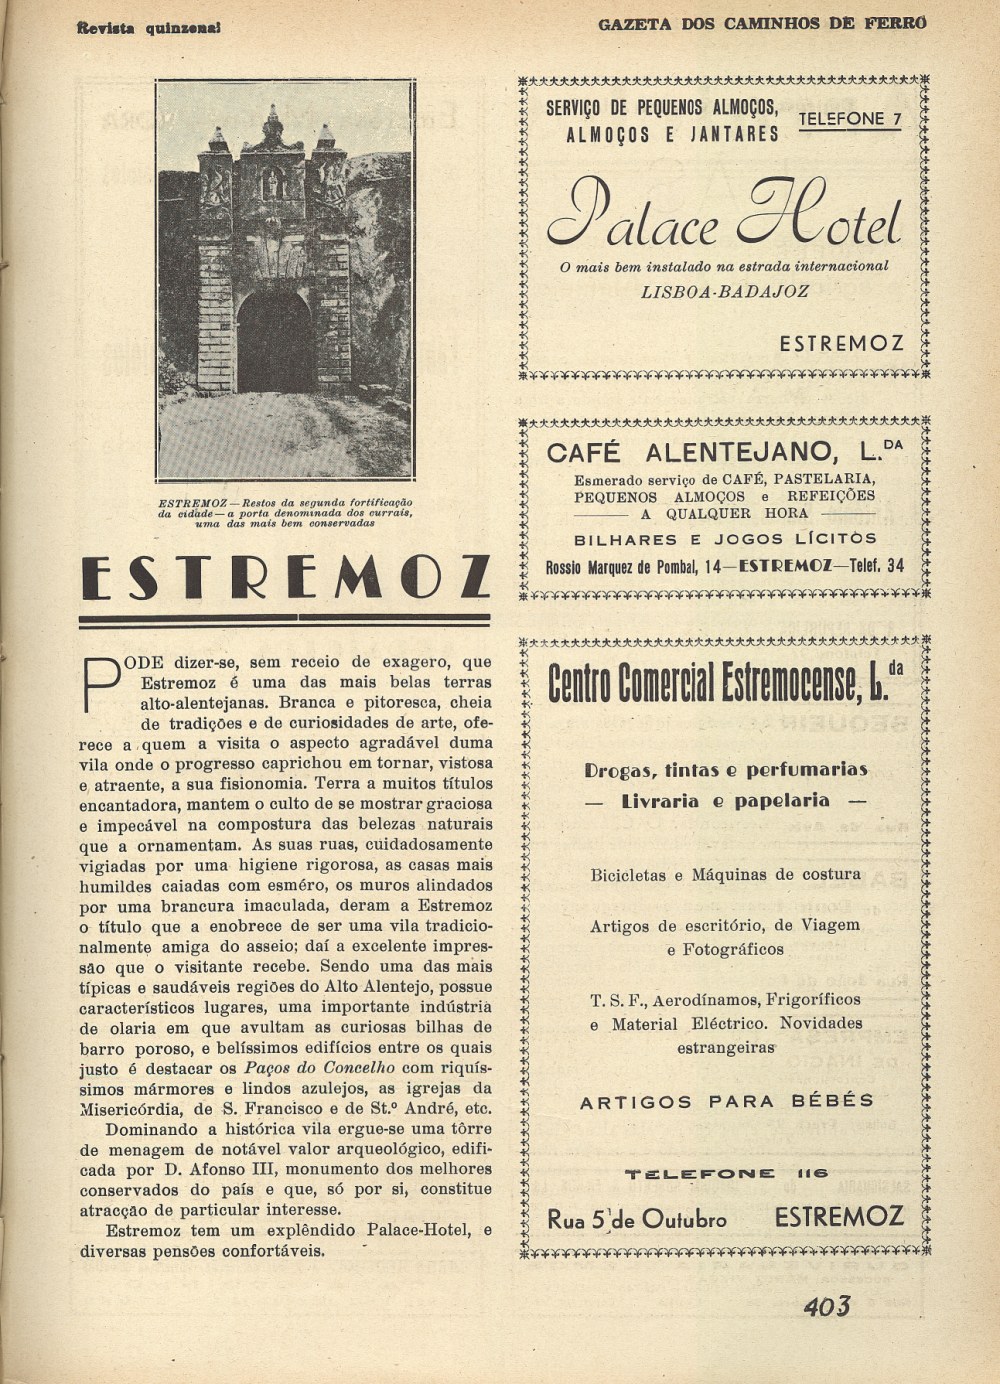 Revista quinzenal
GAZETA DOS CAMINHOS DE FERRO
ESTREMOZ — Restos da segunda fortificação
da cidade — a porta denominada dos currais,
uma das mais bem conservadas
ESTREMOZ
PODE dizer-se, sem receio de exagero, que
Estremoz é uma das mais belas terras
alto-alentejanas. Branca e pitoresca, cheia
de tradições e de curiosidades de arte, ofe-
rece a quem a visita o aspecto agradável duma
vila onde o progresso caprichou em tornar, vistosa
e atraente, a sua fisionomia. Terra a muitos títulos
encantadora, mantem o culto de se mostrar graciosa
e impecável na compostura das belezas naturais
que a ornamentam. As suas ruas, cuidadosamente
vigiadas por uma higiene rigorosa, as casas mais
humildes caiadas com esméro, os muros alindados
por uma brancura imaculada, deram a Estremoz
o título que a enobrece de ser uma vila tradicio-
nalmente amiga do asseio; daí a excelente impres-
são que o visitante recebe. Sendo uma das mais
típicas e saudáveis regiões do Alto Alentejo, possue
característicos lugares, uma importante indústria
de olaria em que avultam as curiosas bilhas de
barro poroso, e belíssimos edifícios entre os quais
justo é destacar os Paços do Concelho com riquís-
simos mármores e lindos azulejos, as igrejas da
Misericórdia, de S. Francisco e de St.º André, etc.
Dominando a histórica vila ergue-se uma tôrre
de menagem de notável valor arqueológico, edifi-
cada por D. Afonso III, monumento dos melhores
conservados do país e que, só por si, constitue
atracção de particular interesse.
Estremoz tem um explêndido Palace-Hotel, e
diversas pensões confortáveis.
SERVIÇO DE PEQUENOS ALMOÇOS,
ALMOÇOS E JANTARES
TELEFONE 7
Palace Hotel
O mais bem instalado na estrada internacional
LISBOA-BADAJOZ
ESTREMOZ
CAFÉ ALENTEJANO, L.DA
Esmerado serviço de CAFÉ, PASTELARIA,
PEQUENOS ALMOÇOS e REFEIÇÕES
— A QUALQUER HORA —
BILHARES E JOGOS LÍCITOS
Rossio Marquez de Pombal, 14—ESTREMOZ—Telef. 34
Centro Comercial Estremocense, L.da
Drogas, tintas e perfumarias
— Livraria e papelaria —
Bicicletas e Máquinas de costura
Artigos de escritório, de Viagem
e Fotográficos
T. S. F., Aerodínamos, Frigoríficos
e Material Eléctrico. Novidades
estrangeiras
ARTIGOS PARA BÉBÉS
TELEFONE 116
Rua 5 de Outubro ESTREMOZ
403